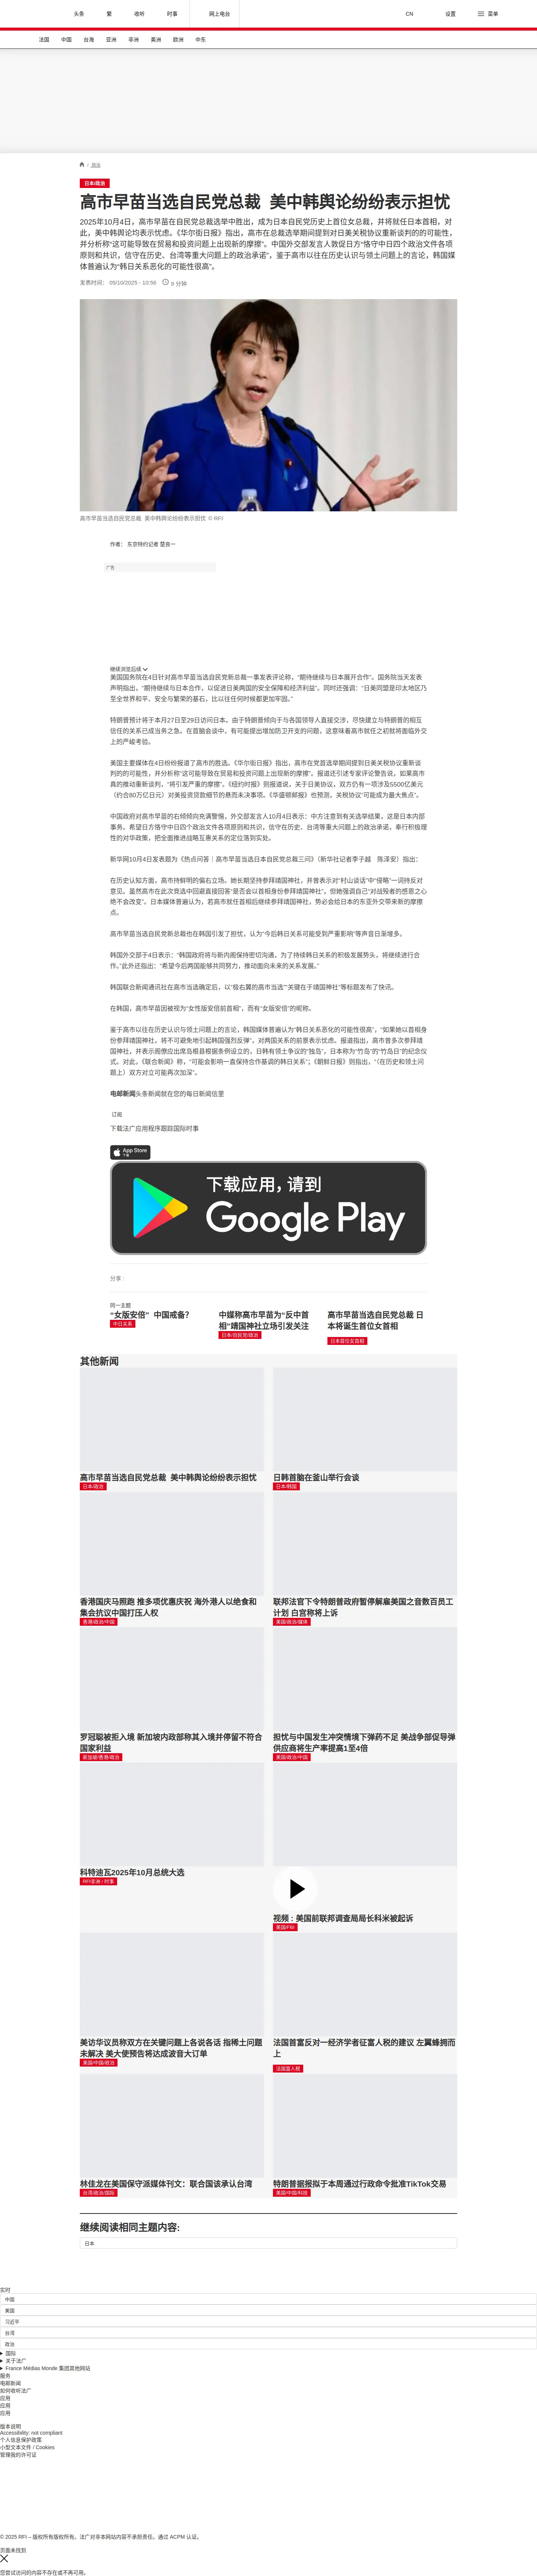 头条
繁
收听
时事
网上电台
CN
设置
菜单
法国
中国
台海
亚洲
非洲
美洲
欧洲
中东
/ 政治
日本/政治
高市早苗当选自民党总裁 美中韩舆论纷纷表示担忧
2025年10月4日，高市早苗在自民党总裁选举中胜出，成为日本自民党历史上首位女总裁，并将就任日本首相，对
此，美中韩舆论均表示忧虑。《华尔街日报》指出，高市在总裁选举期间提到对日美关税协议重新谈判的的可能性，
并分析称“这可能导致在贸易和投资问题上出现新的摩擦”。中国外交部发言人敦促日方“恪守中日四个政治文件各项
原则和共识，信守在历史、台湾等重大问题上的政治承诺”，鉴于高市以往在历史认识与领土问题上的言论，韩国媒
体普遍认为“韩日关系恶化的可能性很高”。
发表时间： 05/10/2025 - 10:56 9 分钟
高市早苗当选自民党总裁 美中韩舆论纷纷表示担忧 © RFI
作者： 东京特约记者 楚良一
广告
继续浏览后续
美国国务院在4日针对高市早苗当选自民党新总裁一事发表评论称，“期待继续与日本展开合作”。国务院当天发表
声明指出，“期待继续与日本合作，以促进日美两国的安全保障和经济利益”。同时还强调：“日美同盟是印太地区乃
至全世界和平、安全与繁荣的基石，比以往任何时候都更加牢固。”
特朗普预计将于本月27日至29日访问日本。由于特朗普倾向于与各国领导人直接交涉，尽快建立与特朗普的相互
信任的关系已成当务之急。在首脑会谈中，有可能提出增加防卫开支的问题，这意味着高市就任之初就将面临外交
上的严峻考验。
美国主要媒体在4日纷纷报道了高市的胜选。《华尔街日报》指出，高市在党首选举期间提到日美关税协议重新谈
判的的可能性，并分析称“这可能导致在贸易和投资问题上出现新的摩擦”。报道还引述专家评论警告说，如果高市
真的推动重新谈判，“将引发严重的摩擦”。《纽约时报》则报道说，关于日美协议，双方仍有一项涉及5500亿美元
（约合80万亿日元）对美投资贷款细节的悬而未决事项。《华盛顿邮报》也预测，关税协议“可能成为最大焦点”。
中国政府对高市早苗的右倾倾向充满警惕，外交部发言人10月4日表示：中方注意到有关选举结果，这是日本内部
事务。希望日方恪守中日四个政治文件各项原则和共识，信守在历史、台湾等重大问题上的政治承诺，奉行积极理
性的对华政策，把全面推进战略互惠关系的定位落到实处。
新华网10月4日发表题为《热点问答｜高市早苗当选日本自民党总裁三问》（新华社记者李子越 陈泽安）指出：
在历史认知方面，高市持鲜明的偏右立场。她长期坚持参拜靖国神社，并曾表示对“村山谈话”中“侵略”一词持反对
意见。虽然高市在此次竞选中回避直接回答“是否会以首相身份参拜靖国神社”，但她强调自己“对战殁者的感恩之心
绝不会改变”。日本媒体普遍认为，若高市就任首相后继续参拜靖国神社，势必会给日本的东亚外交带来新的摩擦
点。
高市早苗当选自民党新总裁也在韩国引发了担忧，认为“今后韩日关系可能受到严重影响”等声音日渐增多。
韩国外交部于4日表示：“韩国政府将与新内阁保持密切沟通，为了持续韩日关系的积极发展势头，将继续进行合
作。”此外还指出：“希望今后两国能够共同努力，推动面向未来的关系发展。”
韩国联合新闻通讯社在高市当选确定后，以“极右翼的高市当选”“关键在于靖国神社”等标题发布了快讯。
在韩国，高市早苗因被视为“女性版安倍前首相”，而有“女版安倍”的昵称。
鉴于高市以往在历史认识与领土问题上的言论，韩国媒体普遍认为“韩日关系恶化的可能性很高”，“如果她以首相身
份参拜靖国神社，将不可避免地引起韩国强烈反弹”，对两国关系的前景表示忧虑。报道指出，高市曾多次参拜靖
国神社，并表示阁僚应出席岛根县根据条例设立的，日韩有领土争议的“独岛”，日本称为“竹岛”的“竹岛日”的纪念仪
式。对此，《联合新闻》称，“可能会影响一直保持合作基调的韩日关系”；《朝鲜日报》则指出，“（在历史和领土问
题上）双方对立可能再次加深”。
电邮新闻头条新闻就在您的每日新闻信里
订阅
下载法广应用程序跟踪国际时事
App Store
下载
下载应用，请到
Google Play
分享 :
同一主题
“女版安倍” 中国戒备？
中日关系
中媒称高市早苗为“反中首
相”靖国神社立场引发关注
日本/自民党/政治
高市早苗当选自民党总裁 日
本将诞生首位女首相
日本首位女首相
其他新闻
高市早苗当选自民党总裁 美中韩舆论纷纷表示担忧
日本/政治
日韩首脑在釜山举行会谈
日本/韩国
香港国庆马照跑 推多项优惠庆祝 海外港人以绝食和
集会抗议中国打压人权
香港/政治/中国
联邦法官下令特朗普政府暂停解雇美国之音数百员工
计划 白宫称将上诉
美国/政治/媒体
罗冠聪被拒入境 新加坡内政部称其入境并停留不符合
国家利益
新加坡/香港/政治
担忧与中国发生冲突情境下弹药不足 美战争部促导弹
供应商将生产率提高1至4倍
美国/政治/中国
科特迪瓦2025年10月总统大选
RFI非洲 / 时事
视频 : 美国前联邦调查局局长科米被起诉
美国/FBI
美访华议员称双方在关键问题上各说各话 指稀土问题
未解决 美大使预告将达成波音大订单
美国/中国/政治
法国首富反对一经济学者征富人税的建议 左翼蜂拥而
上
法国富人税
林佳龙在美国保守派媒体刊文：联合国该承认台湾
台湾/政治/国际
特朗普据报拟于本周通过行政命令批准TikTok交易
美国/中国/科技
继续阅读相同主题内容:
日本
实时
中国
美国
习近平
台湾
政治
国际
关于法广
France Médias Monde 集团其他网站
服务
电邮新闻
如何收听法广
应用
应用
应用
版本说明
Accessibility: not compliant
个人信息保护政策
小型文本文件 / Cookies
管理我的许可证
© 2025 RFI – 版权所有版权所有。法广对非本网站内容不承担责任。通过 ACPM 认证。
页面未找到
您尝试访问的内容不存在或不再可用。